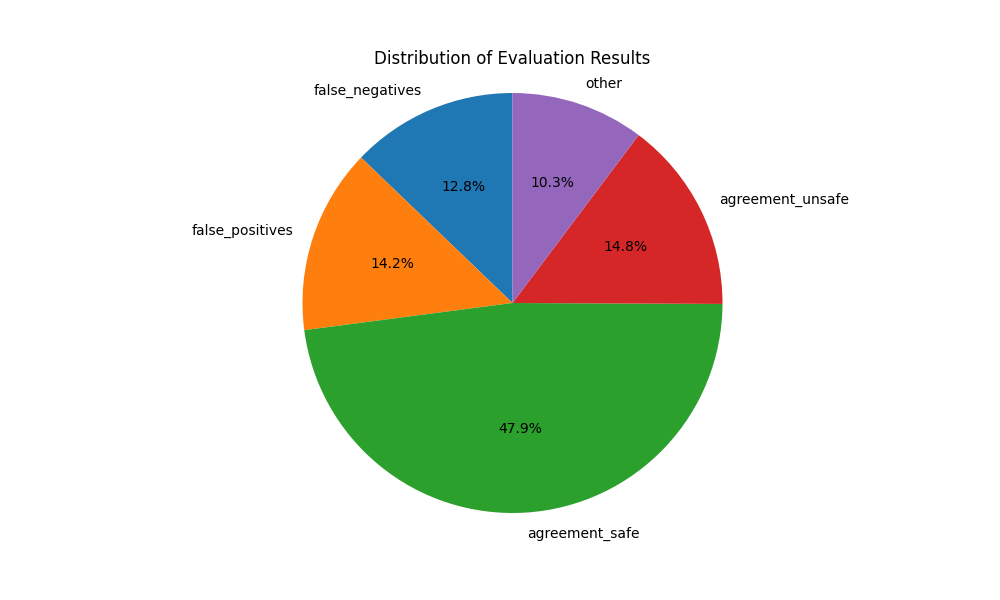 Distribution of Evaluation Results
false_negatives
other
12.8%
10.3%
agreement_unsafe
false_positives
14.8%
14.2%
47.9%
agreement_safe